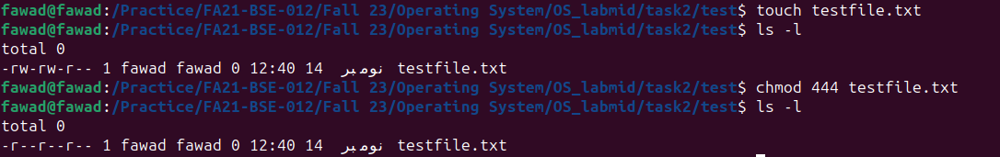 fawad@fawad:/Practice/FA21-BSE-012/Fall 23/Operating System/OS_labmid/task2/test$ touch testfile.txt
fawad@fawad:/Practice/FA21-BSE-012/Fall 23/Operating System/OS_labmid/task2/test$ ls -l
total 0
-rw-rw-r-- 1 fawad fawad 0 12:40 14 نومبر testfile.txt
fawad@fawad:/Practice/FA21-BSE-012/Fall 23/Operating System/OS_labmid/task2/test$ chmod 444 testfile.txt
fawad@fawad:/Practice/FA21-BSE-012/Fall 23/Operating System/OS_labmid/task2/test$ ls -l
total 0
-r--r--r-- 1 fawad fawad 0 12:40 14 نومبر testfile.txt